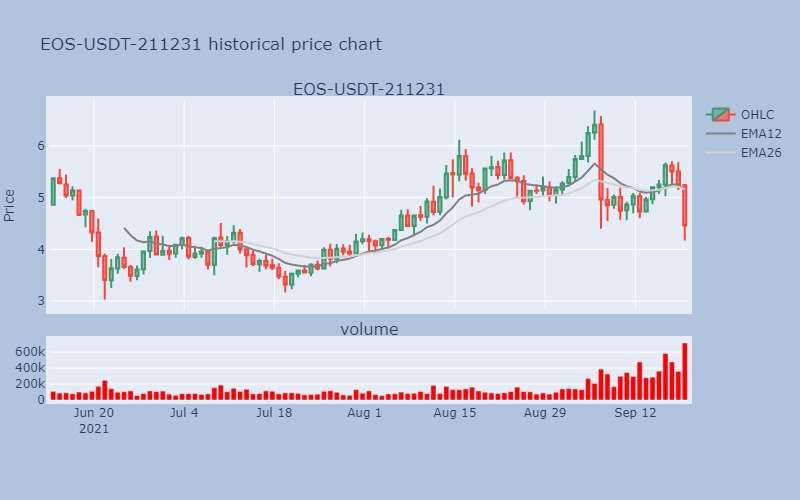 EOS-USDT-211231 historical price chart
EOS-USDT-211231
OHLC
EMA12
EMA26
Price
6
5
4
3
volume
600k
400k
200k
0
Jun 20
2021
Jul 4
Jul 18
Aug 1
Aug 15
Aug 29
Sep 12